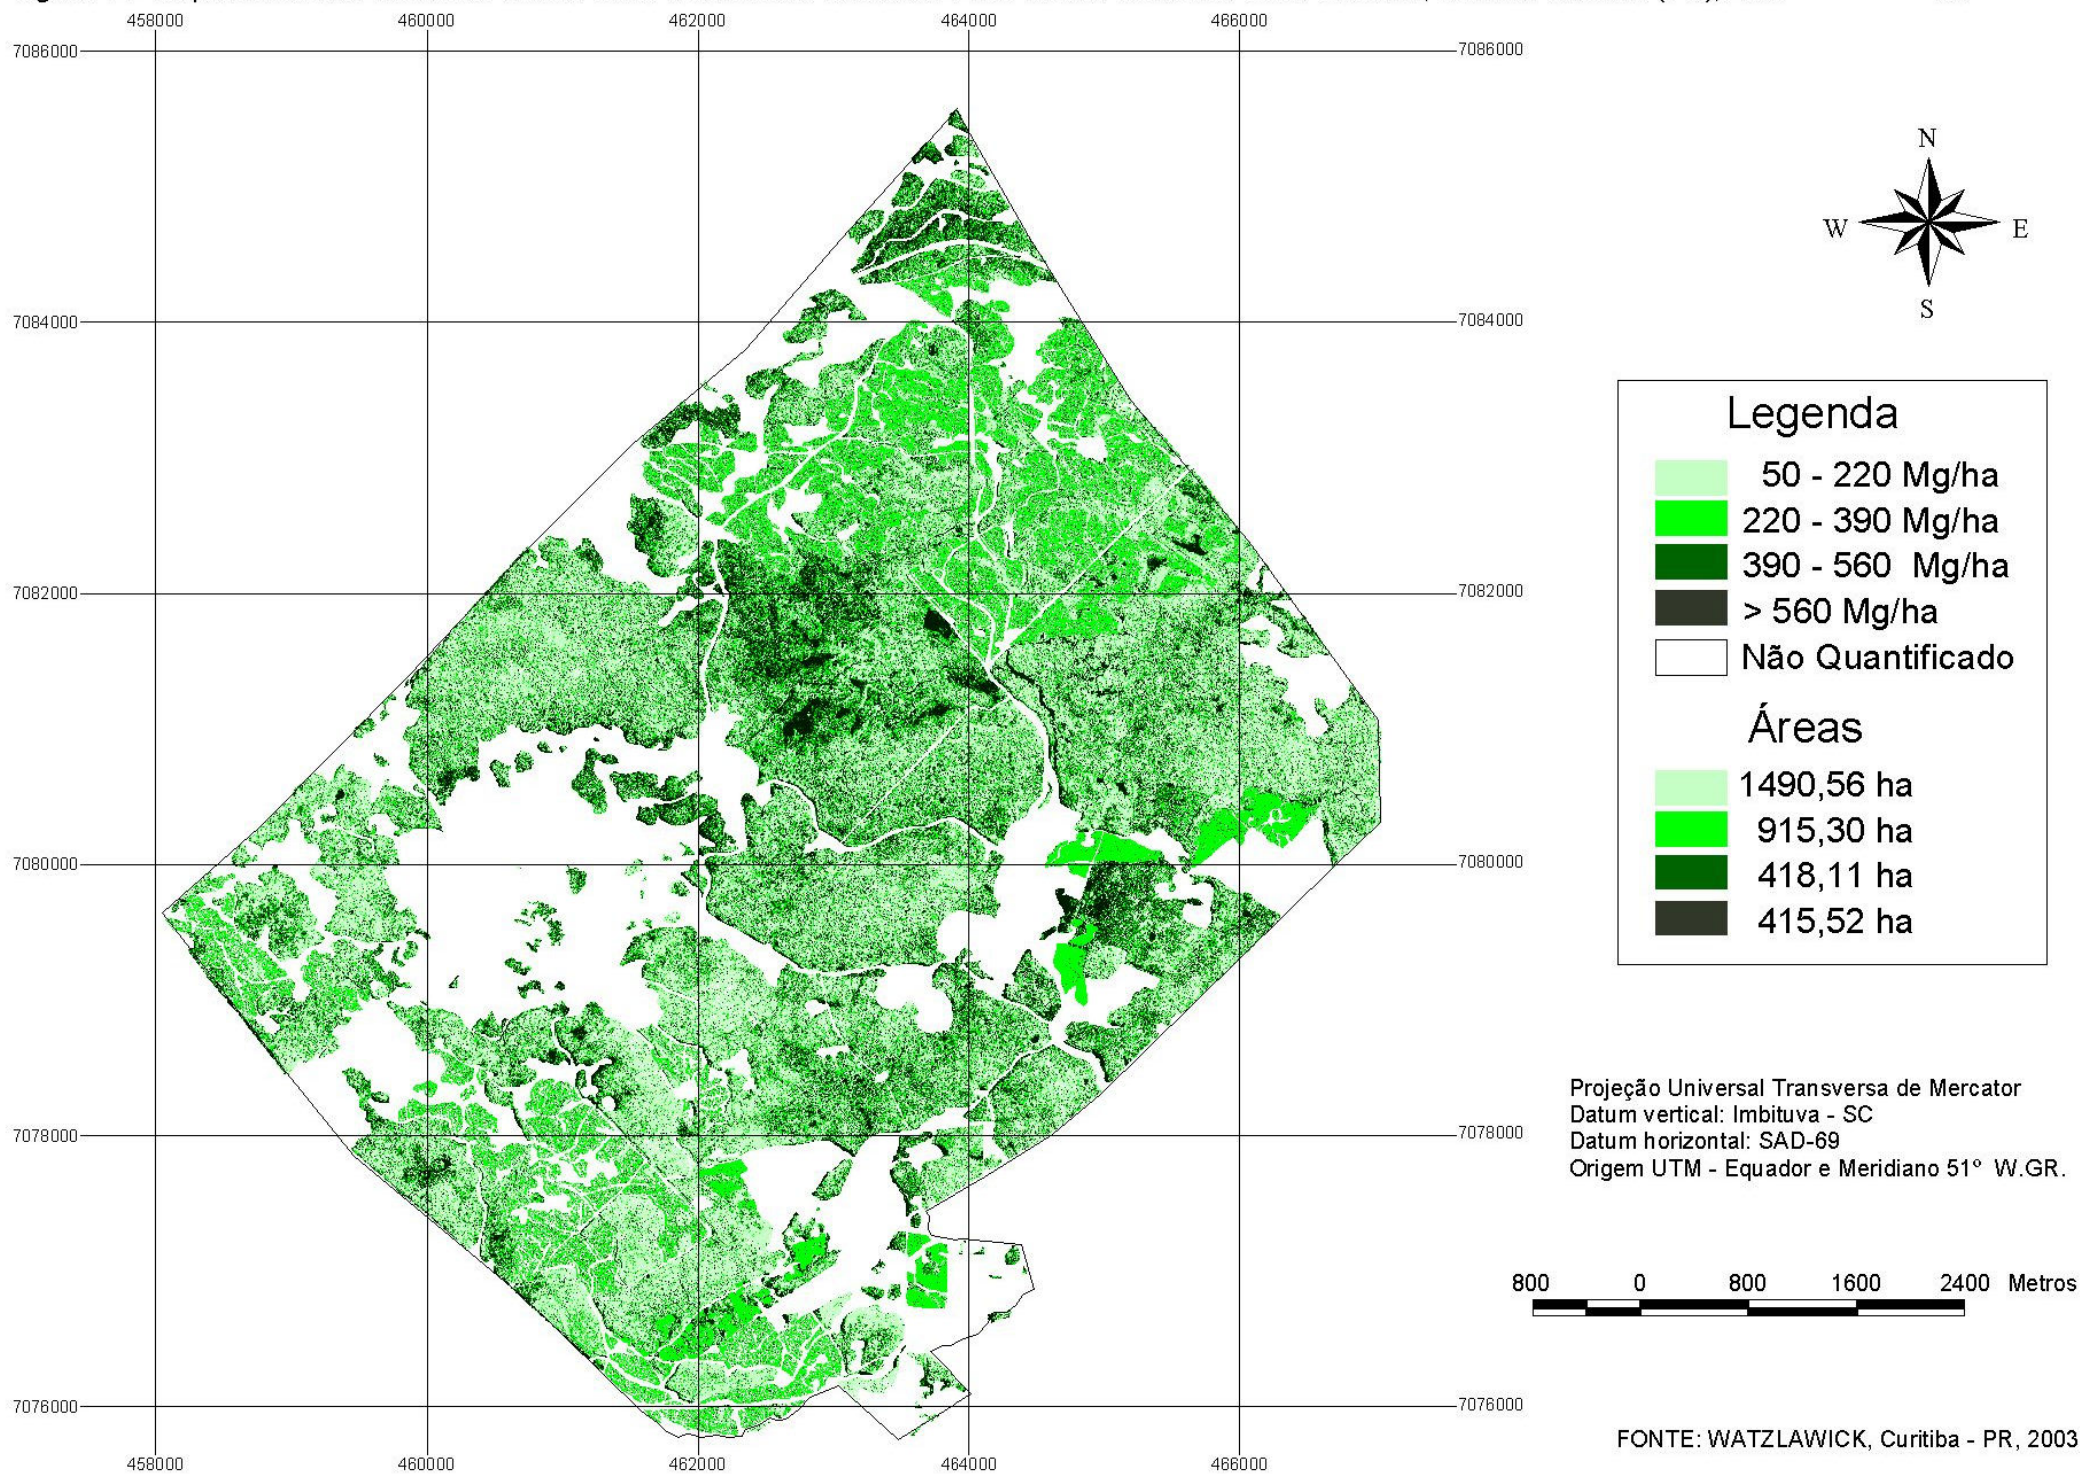 458000 460000 462000 464000 466000
7086000 7086000
N
W E
S
7084000 7084000
Legenda
50 - 220 Mg/ha
220 - 390 Mg/ha
390 - 560 Mg/ha
> 560 Mg/ha
Não Quantificado
7082000 7082000
Áreas
1490,56 ha
915,30 ha
418,11 ha
415,52 ha
7080000 7080000
Projeção Universal Transversa de Mercator
Datum vertical: Imbituva - SC
Datum horizontal: SAD-69
Origem UTM - Equador e Meridiano 51º W.GR.
7078000 7078000
800 0 800 1600 2400 Metros
7076000 7076000
FONTE: WATZLAWICK, Curitiba - PR, 2003
458000 460000 462000 464000 466000